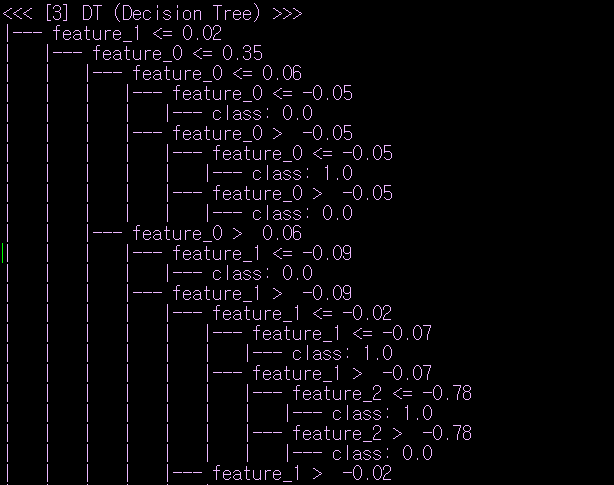 <<< [3] DT (Decision Tree) >>>
|--- feature_1 <= 0.02
|   |--- feature_0 <= 0.35
|   |   |--- feature_0 <= 0.06
|   |   |   |--- feature_0 <= -0.05
|   |   |   |   |--- class: 0.0
|   |   |   |--- feature_0 >  -0.05
|   |   |   |   |--- feature_0 <= -0.05
|   |   |   |   |   |--- class: 1.0
|   |   |   |   |--- feature_0 >  -0.05
|   |   |   |   |   |--- class: 0.0
|   |   |--- feature_0 >  0.06
|   |   |   |--- feature_1 <= -0.09
|   |   |   |   |--- class: 0.0
|   |   |   |--- feature_1 >  -0.09
|   |   |   |   |--- feature_1 <= -0.02
|   |   |   |   |   |--- feature_1 <= -0.07
|   |   |   |   |   |   |--- class: 1.0
|   |   |   |   |   |--- feature_1 >  -0.07
|   |   |   |   |   |   |--- feature_2 <= -0.78
|   |   |   |   |   |   |   |--- class: 1.0
|   |   |   |   |   |   |--- feature_2 >  -0.78
|   |   |   |   |   |   |   |--- class: 0.0
|   |   |   |   |--- feature_1 >  -0.02